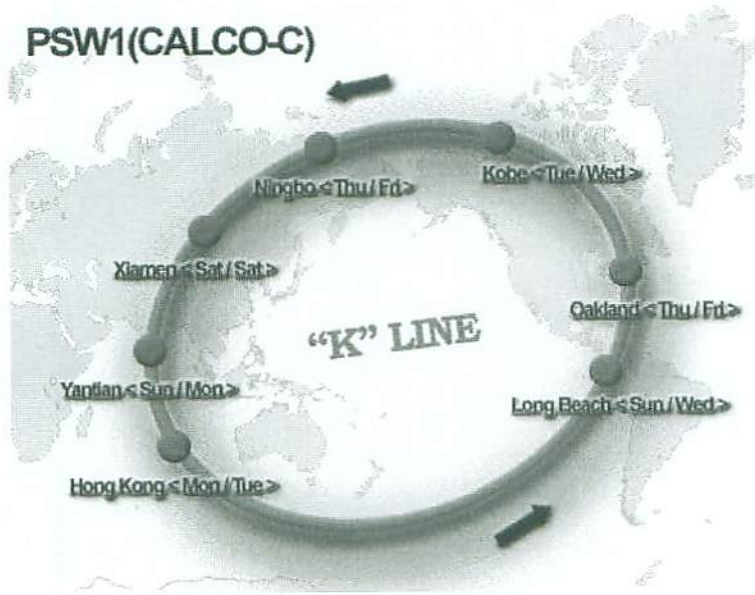 PSW1(CALCO-C)
Ningbo<Thu / Fri>
Kobe <Tue / Wed>
Xiamen < Sat / Sat >
Oakland <Thu / Fri>
"K" LINE
Yantian < Sun / Mon >
Long Beach < Sun / Wed >
Hong Kong < Mon / Tue >